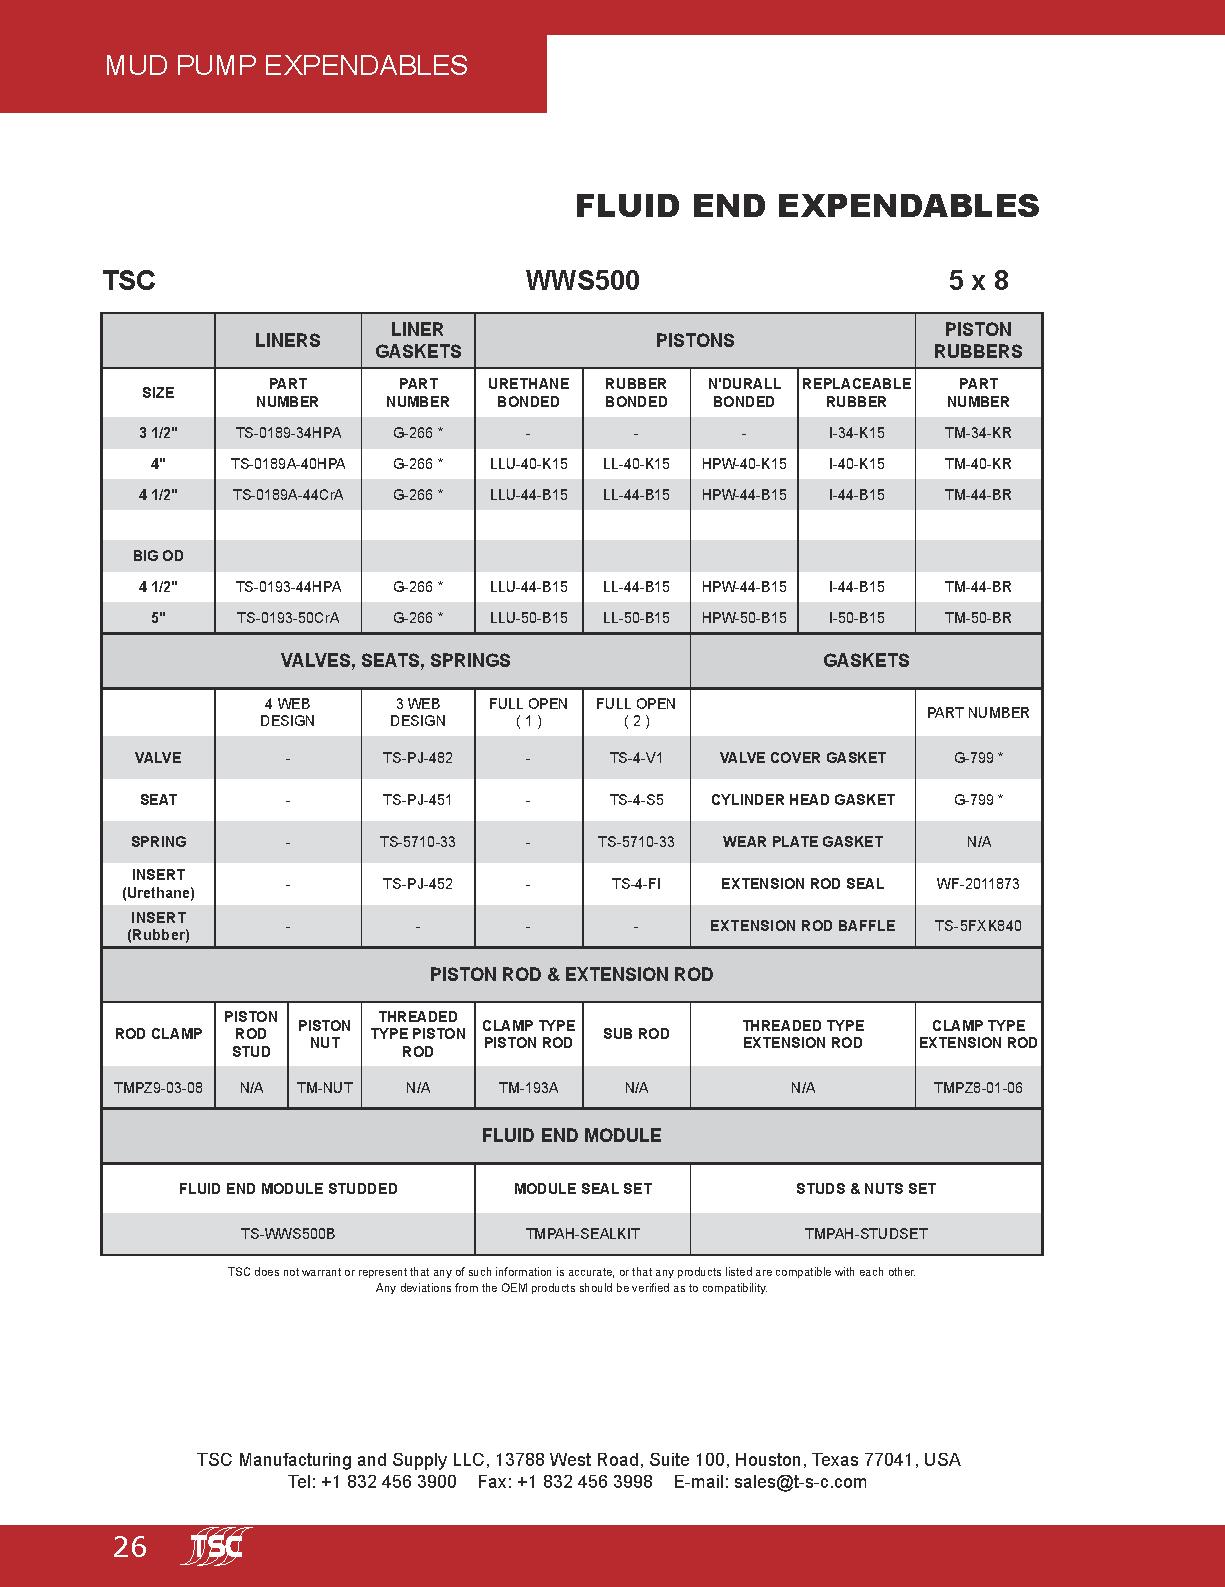 MUD PUMP EXPENDABLES
FLUID END EXPENDABLES
TSC WWS500 5 x 8
LINERS LINER GASKETS PISTONS PISTON RUBBERS
SIZE PART NUMBER PART NUMBER URETHANE BONDED RUBBER BONDED N'DURALL BONDED REPLACEABLE RUBBER PART NUMBER
3 1/2" TS-0189-34HPA G-266 * - - - I-34-K15 TM-34-KR
4" TS-0189A-40HPA G-266 * LLU-40-K15 LL-40-K15 HPW-40-K15 I-40-K15 TM-40-KR
4 1/2" TS-0189A-44CrA G-266 * LLU-44-B15 LL-44-B15 HPW-44-B15 I-44-B15 TM-44-BR
BIG OD
4 1/2" TS-0193-44HPA G-266 * LLU-44-B15 LL-44-B15 HPW-44-B15 I-44-B15 TM-44-BR
5" TS-0193-50CrA G-266 * LLU-50-B15 LL-50-B15 HPW-50-B15 I-50-B15 TM-50-BR
VALVES, SEATS, SPRINGS GASKETS
4 WEB DESIGN 3 WEB DESIGN FULL OPEN ( 1 ) FULL OPEN ( 2 ) PART NUMBER
VALVE - TS-PJ-482 - TS-4-V1 VALVE COVER GASKET G-799 *
SEAT - TS-PJ-451 - TS-4-S5 CYLINDER HEAD GASKET G-799 *
SPRING - TS-5710-33 - TS-5710-33 WEAR PLATE GASKET N/A
INSERT (Urethane) - TS-PJ-452 - TS-4-FI EXTENSION ROD SEAL WF-2011873
INSERT (Rubber) - - - - EXTENSION ROD BAFFLE TS-5FXK840
PISTON ROD & EXTENSION ROD
ROD CLAMP PISTON ROD STUD PISTON NUT THREADED TYPE PISTON ROD CLAMP TYPE PISTON ROD SUB ROD THREADED TYPE EXTENSION ROD CLAMP TYPE EXTENSION ROD
TMPZ9-03-08 N/A TM-NUT N/A TM-193A N/A N/A TMPZ8-01-06
FLUID END MODULE
FLUID END MODULE STUDDED MODULE SEAL SET STUDS & NUTS SET
TS-WWS500B TMPAH-SEALKIT TMPAH-STUDSET
TSC does not warrant or represent that any of such information is accurate, or that any products listed are compatible with each other.
Any deviations from the OEM products should be verified as to compatibility.
TSC Manufacturing and Supply LLC, 13788 West Road, Suite 100, Houston, Texas 77041, USA
Tel: +1 832 456 3900 Fax: +1 832 456 3998 E-mail: sales@t-s-c.com
26 TSC